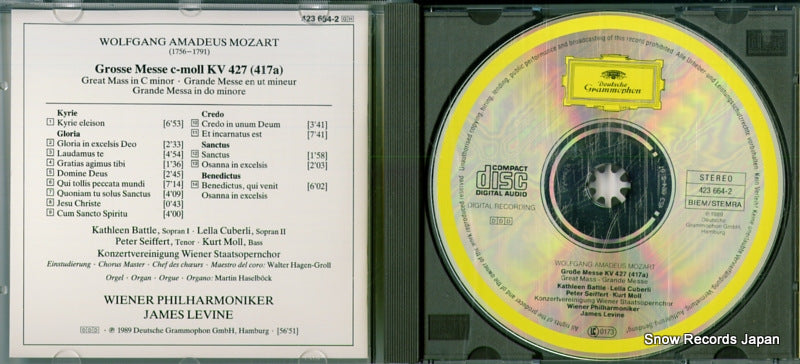 423 664-2 GH
WOLFGANG AMADEUS MOZART
(1756–1791)
Grosse Messe c-moll KV 427 (417a)
Great Mass in C minor · Grande Messe en ut mineur
Grande Messa in do minore
Kyrie
1 Kyrie eleison [6'53]
Gloria
2 Gloria in excelsis Deo [2'33]
3 Laudamus te [4'54]
4 Gratias agimus tibi [1'36]
5 Domine Deus [2'45]
6 Qui tollis peccata mundi [7'14]
7 Quoniam tu solus Sanctus [4'09]
8 Jesu Christe [0'43]
9 Cum Sancto Spiritu [4'00]
Credo
10 Credo in unum Deum [3'41]
11 Et incarnatus est [7'41]
Sanctus
12 Sanctus [1'58]
13 Osanna in excelsis [2'03]
Benedictus
14 Benedictus, qui venit [6'02]
Osanna in excelsis
Kathleen Battle, Sopran I · Lella Cuberli, Sopran II
Peter Seiffert, Tenor · Kurt Moll, Bass
Konzertvereinigung Wiener Staatsopernchor
Einstudierung · Chorus Master · Chef des chœurs · Maestro del coro: Walter Hagen-Groll
Orgel · Organ · Orgue · Organo: Martin Haselböck
WIENER PHILHARMONIKER
JAMES LEVINE
DDD · ℗ 1989 Deutsche Grammophon GmbH, Hamburg · [56'51]
Deutsche
Grammophon
COMPACT
disc
DIGITAL AUDIO
DIGITAL RECORDING
DDD
STEREO
423 664-2
BIEM/STEMRA
℗ 1989
Deutsche
Grammophon GmbH,
Hamburg
WOLFGANG AMADEUS MOZART
Große Messe KV 427 (417a)
Great Mass · Grande Messe
Kathleen Battle · Lella Cuberli
Peter Seiffert · Kurt Moll
Konzertvereinigung Wiener Staatsopernchor
Wiener Philharmoniker
James Levine
LC 0173
Snow Records Japan